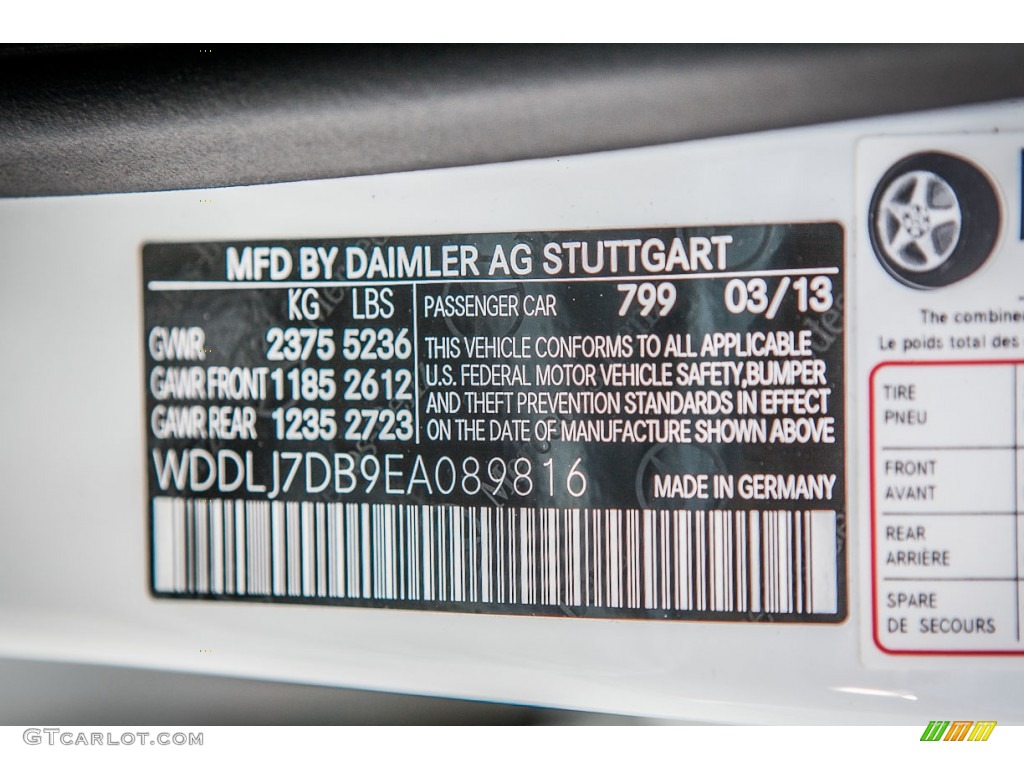 MFD BY DAIMLER AG STUTTGART
KG LBS
GVWR 2375 5236
GAWR FRONT 1185 2612
GAWR REAR 1235 2723
PASSENGER CAR 799 03/13
THIS VEHICLE CONFORMS TO ALL APPLICABLE
U.S. FEDERAL MOTOR VEHICLE SAFETY,BUMPER
AND THEFT PREVENTION STANDARDS IN EFFECT
ON THE DATE OF MANUFACTURE SHOWN ABOVE
WDDLJ7DB9EA089816
MADE IN GERMANY
The combine
Le poids total des
TIRE
PNEU
FRONT
AVANT
REAR
ARRIÈRE
SPARE
DE SECOURS
GTCARLOT.COM